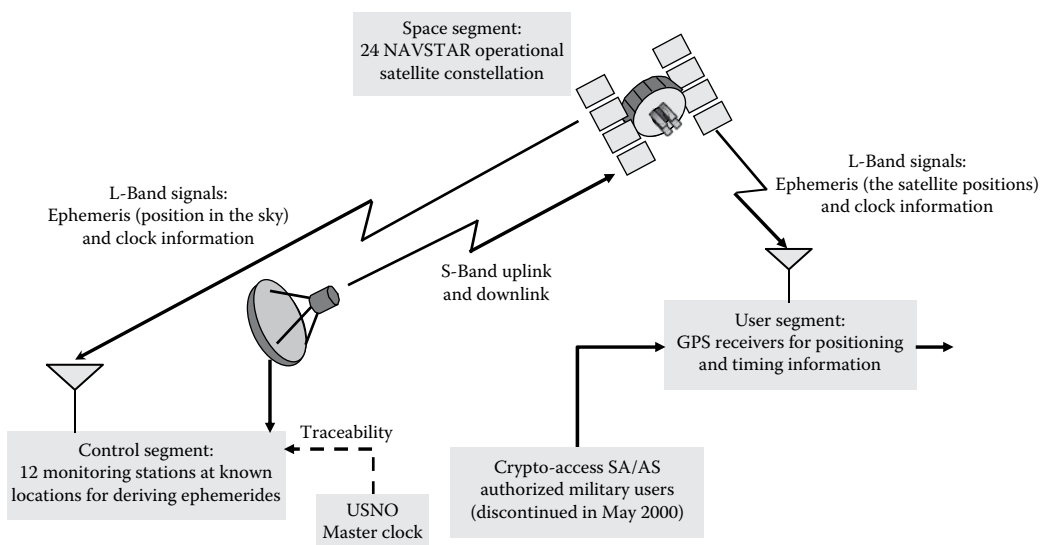 Space segment:
24 NAVSTAR operational
satellite constellation
L-Band signals:
Ephemeris (position in the sky)
and clock information
L-Band signals:
Ephemeris (the satellite positions)
and clock information
S-Band uplink
and downlink
User segment:
GPS receivers for positioning
and timing information
Control segment:
12 monitoring stations at known
locations for deriving ephemerides
Traceability
USNO
Master clock
Crypto-access SA/AS
authorized military users
(discontinued in May 2000)